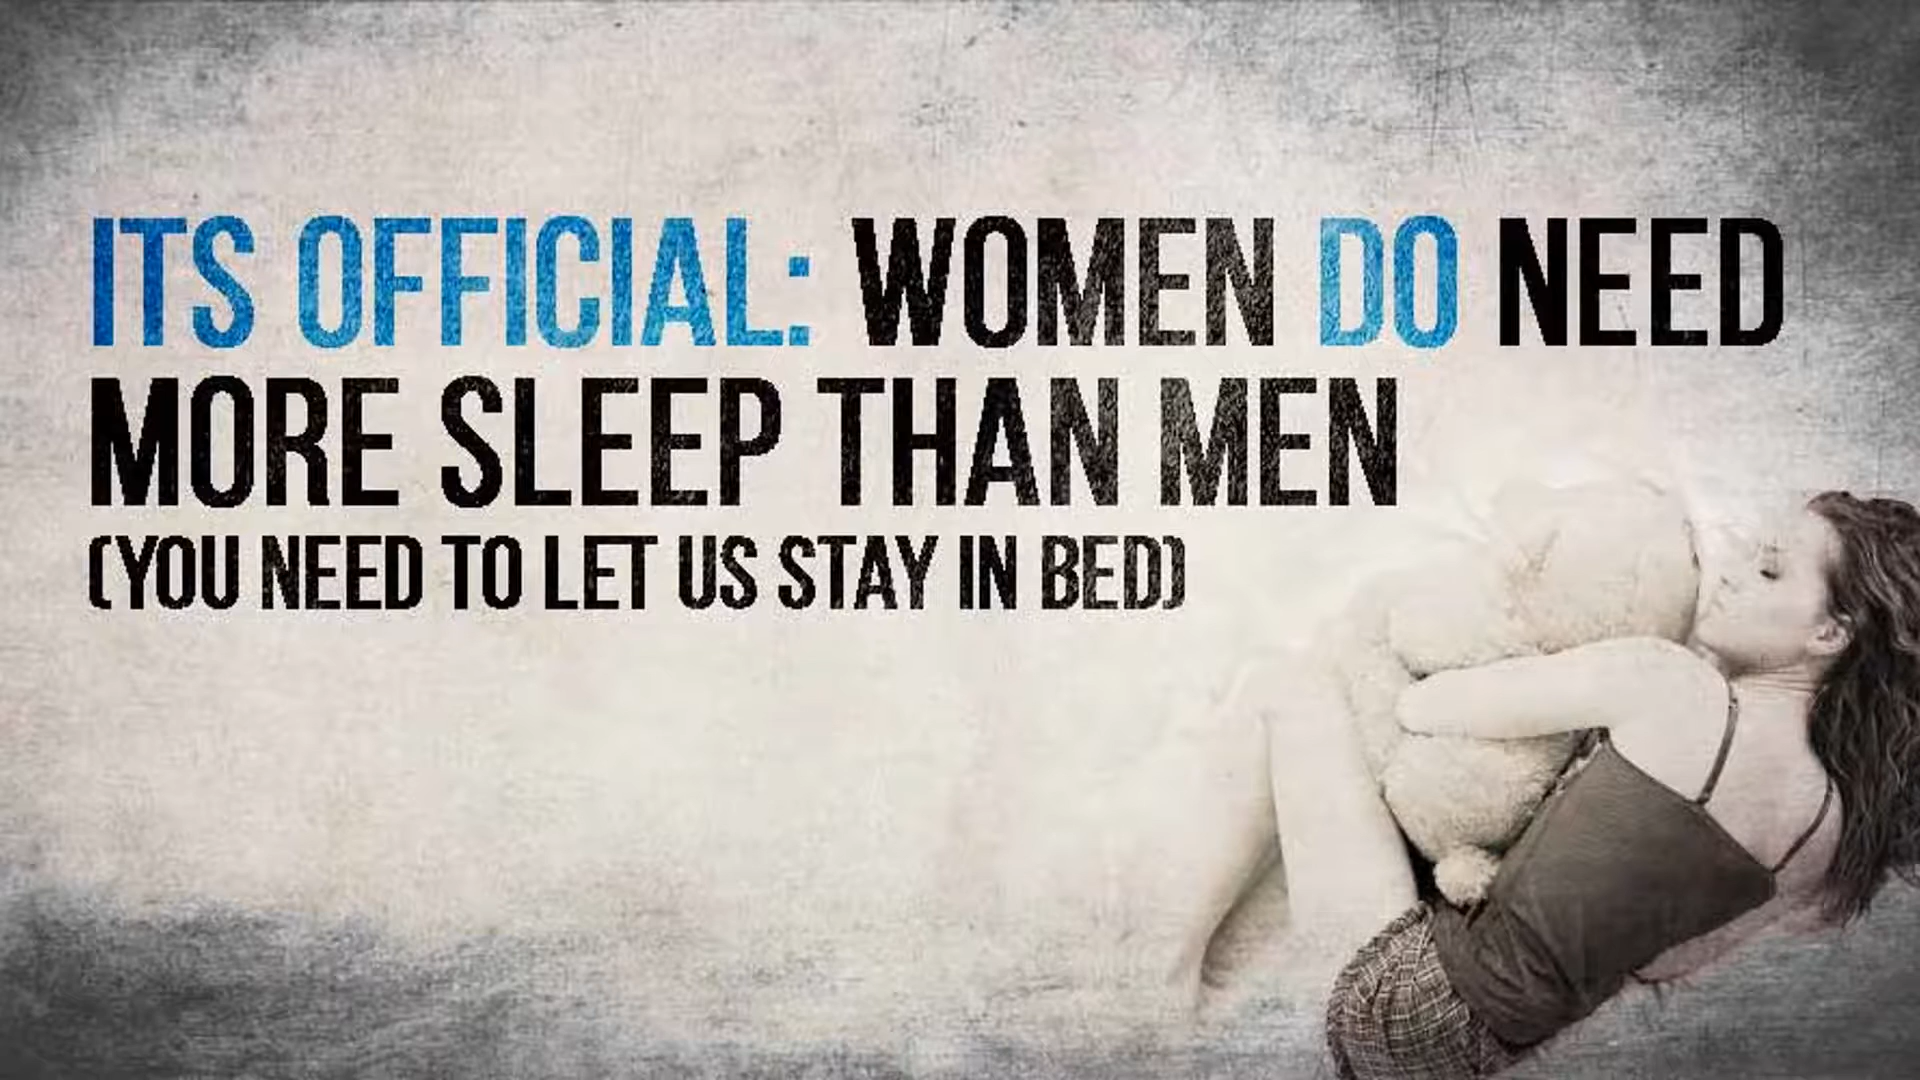 ITS OFFICIAL: WOMEN DO NEED
MORE SLEEP THAN MEN
(YOU NEED TO LET US STAY IN BED)